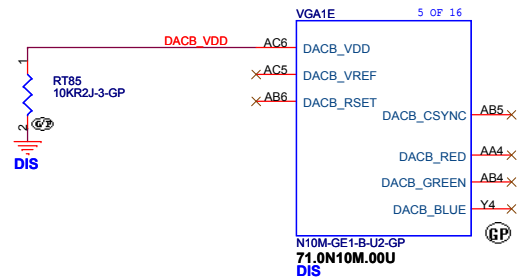 VGA1E
5 OF 16
DACB_VDD
AC6
DACB_VDD
1
AC5
DACB_VREF
RT85
10KR2J-3-GP
AB6
DACB_RSET
DACB_CSYNC
AB5
2
G/P
DIS
DACB_RED
AA4
DACB_GREEN
AB4
DACB_BLUE
Y4
GP
N10M-GE1-B-U2-GP
71.0N10M.00U
DIS